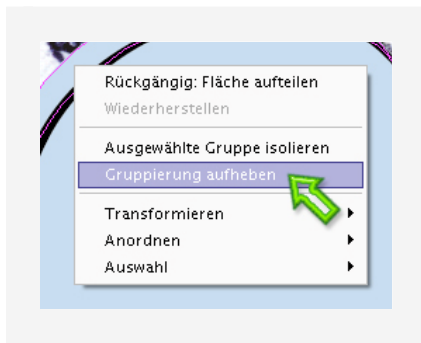 Rückgängig: Fläche aufteilen
Wiederherstellen
Ausgewählte Gruppe isolieren
Gruppierung aufheben
Transformieren
Anordnen
Auswahl